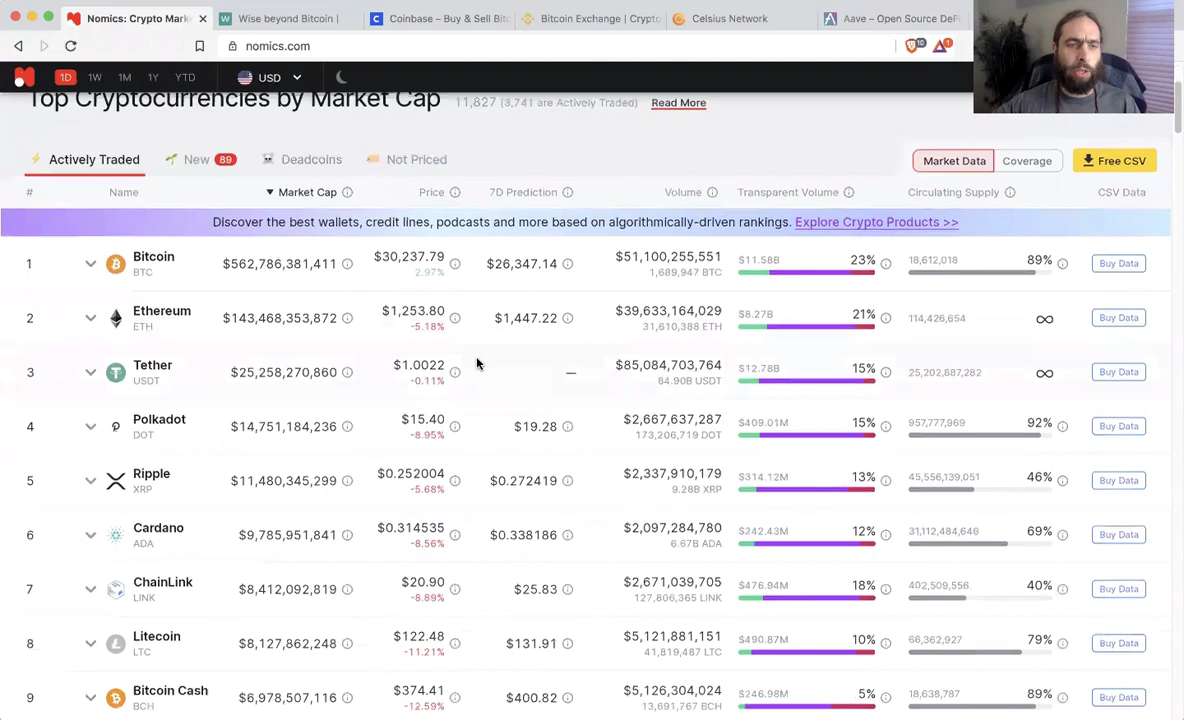 Nomics: Crypto Mark
Wise beyond Bitcoin |
Coinbase – Buy & Sell Bit
Bitcoin Exchange | Crypto
Celsius Network
Aave – Open Source DeF
nomics.com
10
1
1D 1W 1M 1Y YTD USD
Top Cryptocurrencies by Market Cap 11,827 (3,741 are Actively Traded) Read More
Actively Traded New 89 Deadcoins Not Priced Market Data Coverage Free CSV
# Name Market Cap Price 7D Prediction Volume Transparent Volume Circulating Supply CSV Data
Discover the best wallets, credit lines, podcasts and more based on algorithmically-driven rankings. Explore Crypto Products >>
1 Bitcoin $562,786,381,411 $30,237.79 $26,347.14 $51,100,255,551 $11.58B 23% 18,612,018 89% Buy Data
BTC 2.97% 1,689,947 BTC
2 Ethereum $143,468,353,872 $1,253.80 $1,447.22 $39,633,164,029 $8.27B 21% 114,426,654 ∞ Buy Data
ETH -5.18% 31,610,388 ETH
3 Tether $25,258,270,860 $1.0022 — $85,084,703,764 $12.78B 15% 25,202,887,282 ∞ Buy Data
USDT -0.11% 84.90B USDT
4 Polkadot $14,751,184,236 $15.40 $19.28 $2,667,637,287 $409.01M 15% 957,777,969 92% Buy Data
DOT -8.95% 173,206,719 DOT
5 Ripple $11,480,345,299 $0.252004 $0.272419 $2,337,910,179 $314.12M 13% 45,556,139,051 46% Buy Data
XRP -5.68% 9.28B XRP
6 Cardano $9,785,951,841 $0.314535 $0.338186 $2,097,284,780 $242.43M 12% 31,112,484,646 69% Buy Data
ADA -8.56% 6.67B ADA
7 ChainLink $8,412,092,819 $20.90 $25.83 $2,671,039,705 $476.94M 18% 402,509,556 40% Buy Data
LINK -8.89% 127,806,365 LINK
8 Litecoin $8,127,862,248 $122.48 $131.91 $5,121,881,151 $490.87M 10% 66,362,927 79% Buy Data
LTC -11.21% 41,819,487 LTC
9 Bitcoin Cash $6,978,507,116 $374.41 $400.82 $5,126,304,024 $246.98M 5% 18,638,787 89% Buy Data
BCH -12.59% 13,691,767 BCH